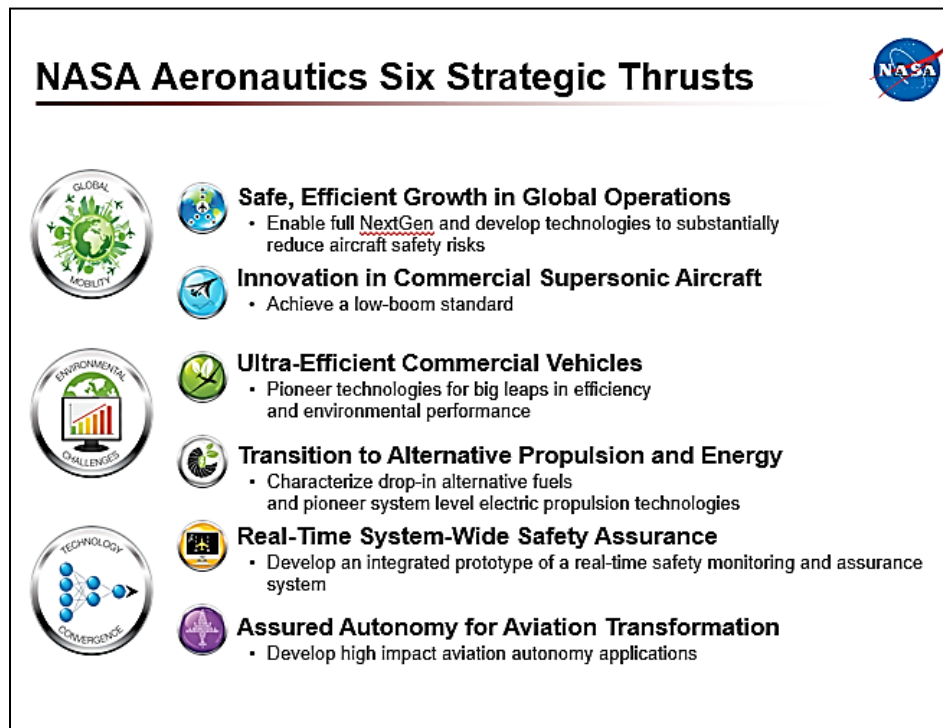 NASA Aeronautics Six Strategic Thrusts
NASA
GLOBAL
MOBILITY
Safe, Efficient Growth in Global Operations
• Enable full NextGen and develop technologies to substantially
reduce aircraft safety risks
Innovation in Commercial Supersonic Aircraft
• Achieve a low-boom standard
ENVIRONMENTAL
CHALLENGES
Ultra-Efficient Commercial Vehicles
• Pioneer technologies for big leaps in efficiency
and environmental performance
Transition to Alternative Propulsion and Energy
• Characterize drop-in alternative fuels
and pioneer system level electric propulsion technologies
TECHNOLOGY
CONVERGENCE
Real-Time System-Wide Safety Assurance
• Develop an integrated prototype of a real-time safety monitoring and assurance
system
Assured Autonomy for Aviation Transformation
• Develop high impact aviation autonomy applications